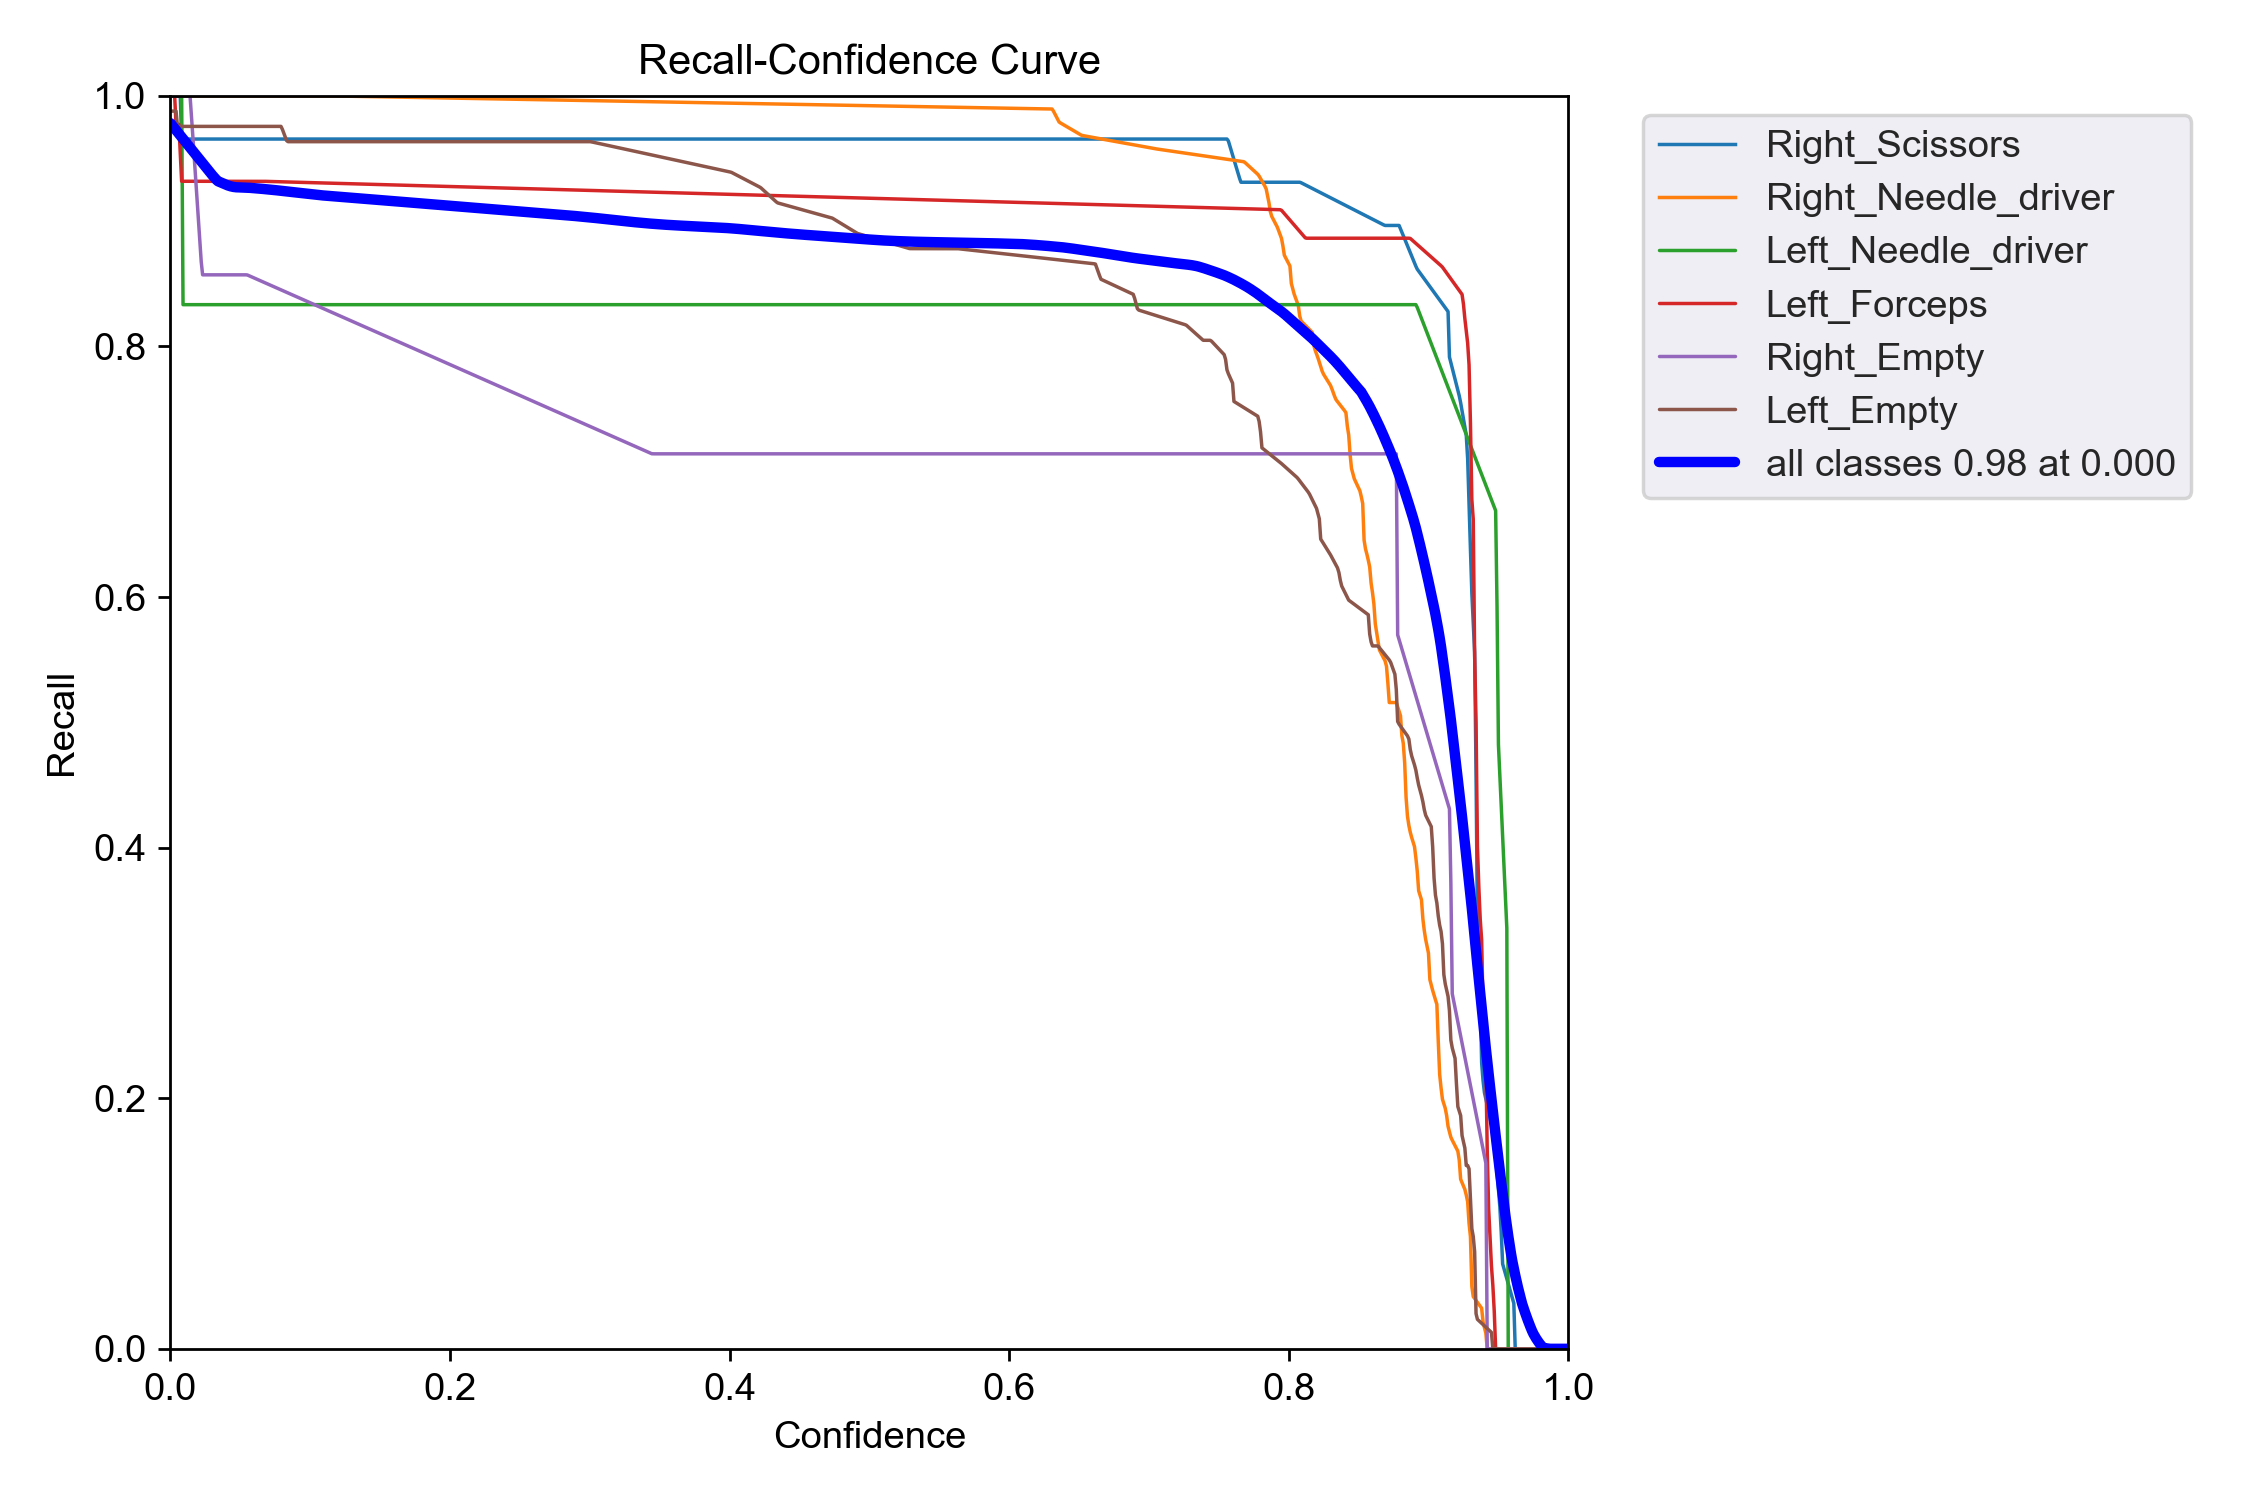 Recall-Confidence Curve
1.0
0.8
0.6
0.4
0.2
0.0
Recall
0.0 0.2 0.4 0.6 0.8 1.0
Confidence
Right_Scissors
Right_Needle_driver
Left_Needle_driver
Left_Forceps
Right_Empty
Left_Empty
all classes 0.98 at 0.000